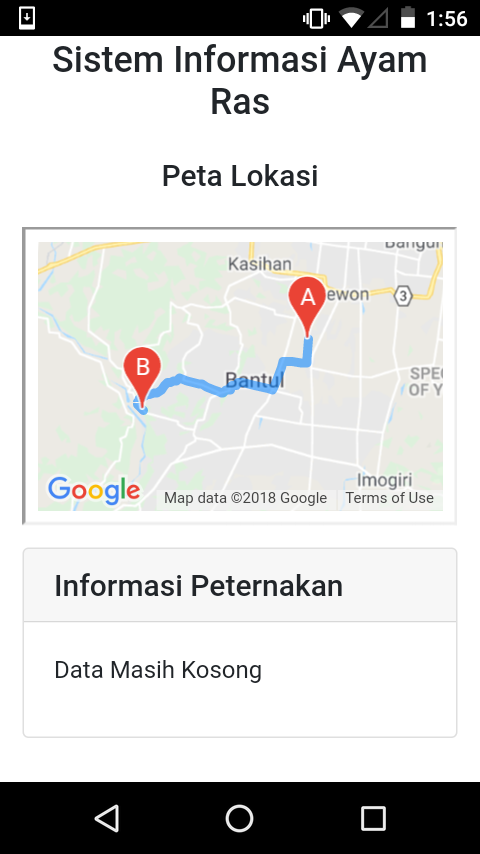 1:56
Sistem Informasi Ayam
Ras
Peta Lokasi
Kasihan
A
ewon
3
B
Bantul
SPEC
OF Y
Imogiri
Google
Map data ©2018 Google
Terms of Use
Informasi Peternakan
Data Masih Kosong